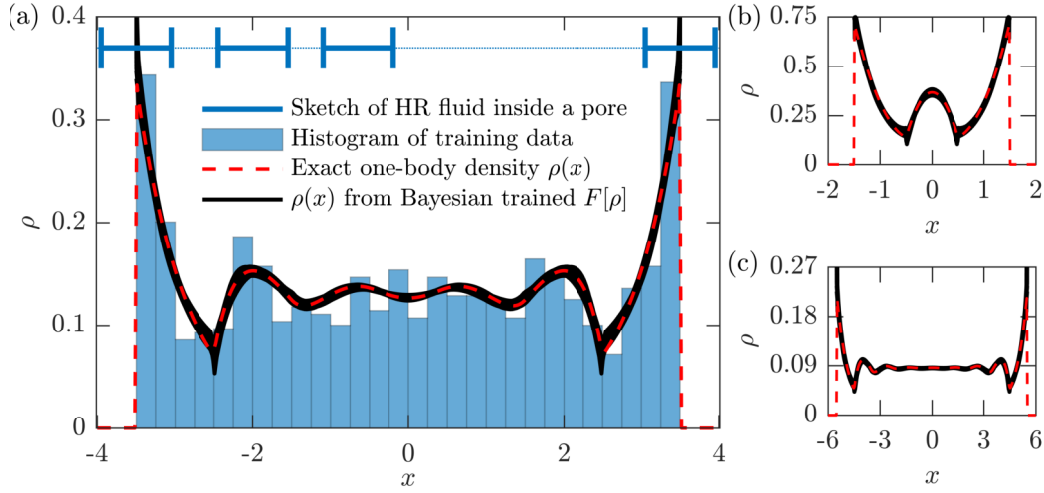 (a)
0.4
0.3
0.2
0.1
0
ρ
-4
-2
0
2
4
x
Sketch of HR fluid inside a pore
Histogram of training data
Exact one-body density ρ(x)
ρ(x) from Bayesian trained F[ρ]
(b)
0.75
0.5
0.25
0
ρ
-2
-1
0
1
2
x
(c)
0.27
0.18
0.09
0
ρ
-6
-3
0
3
6
x